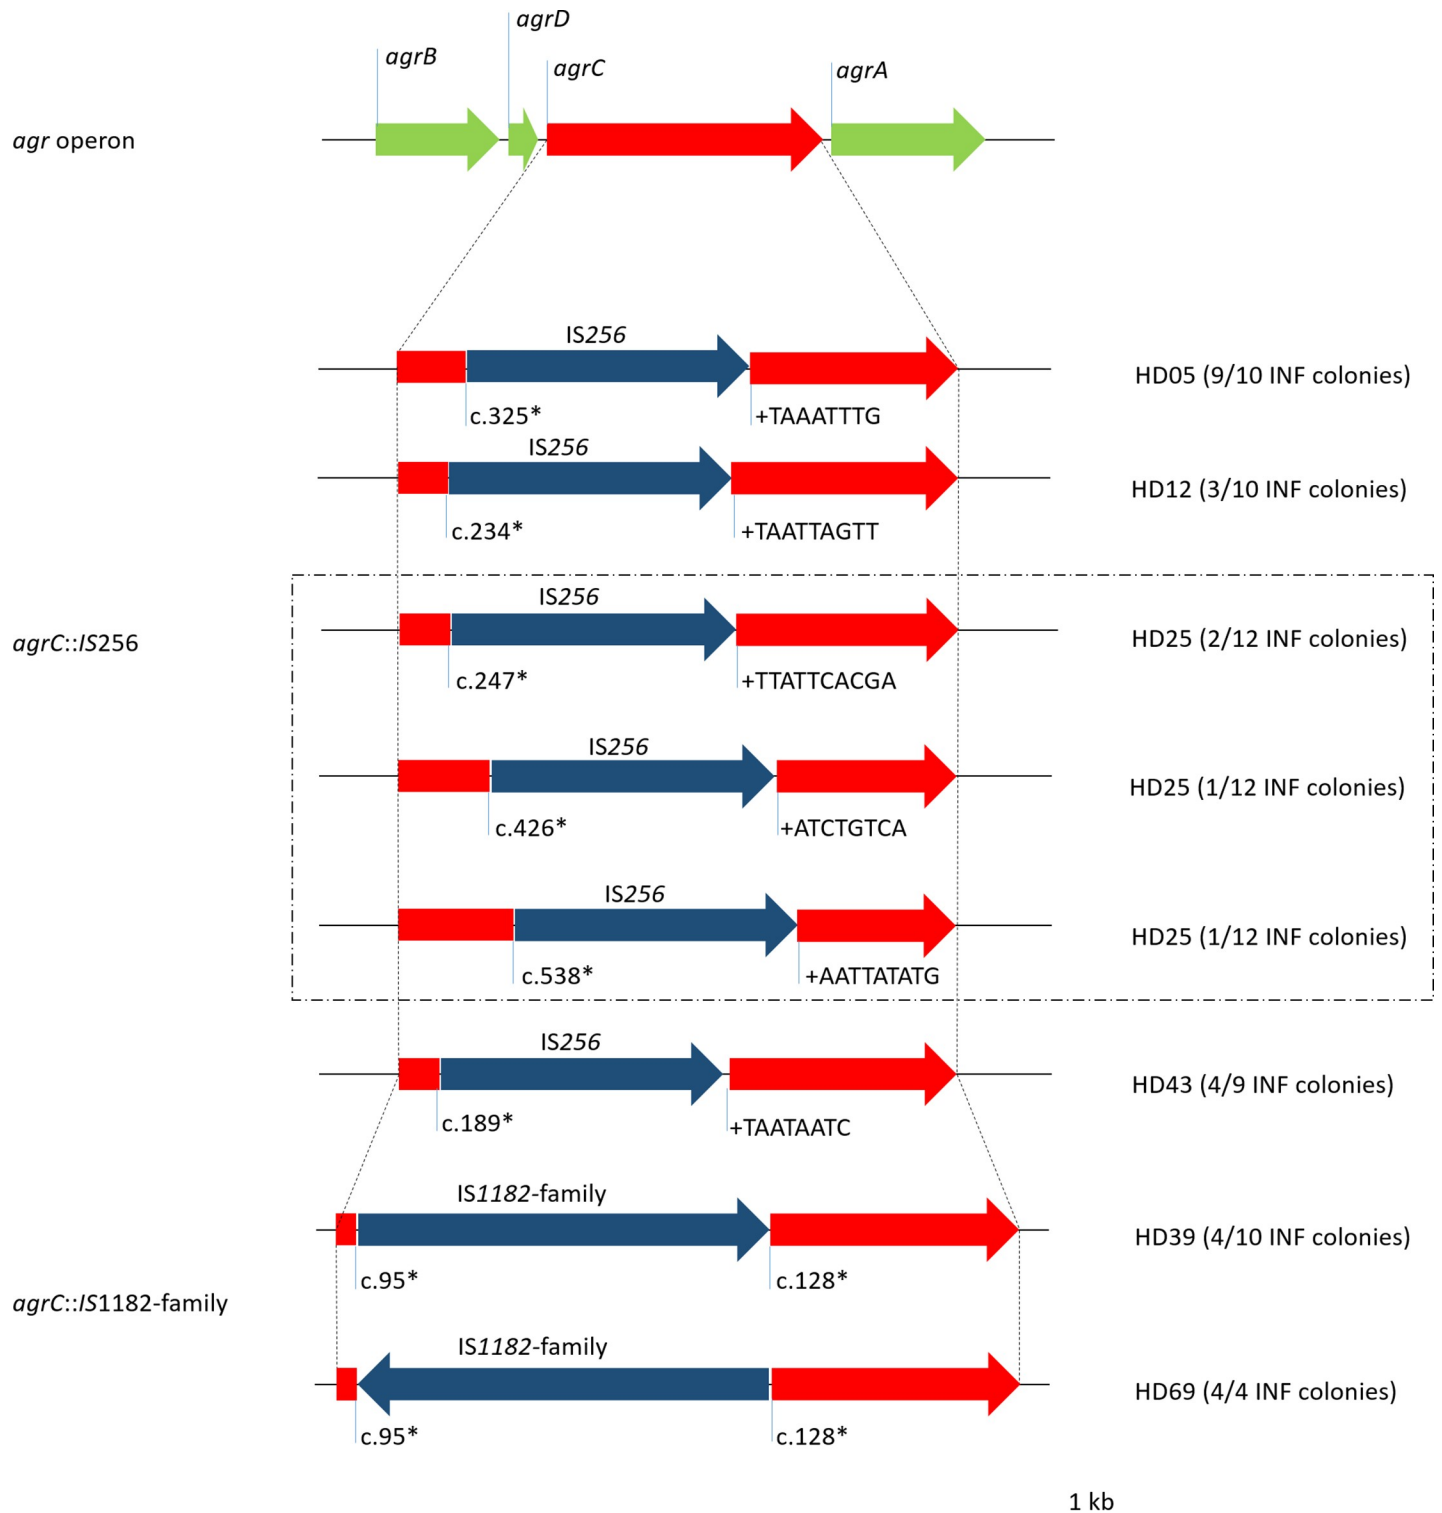 agrD
agrB
agrC
agrA
agr operon
IS256
HD05 (9/10 INF colonies)
c.325*
+TAAATTTG
IS256
HD12 (3/10 INF colonies)
c.234*
+TAATTAGTT
IS256
agrC::IS256
HD25 (2/12 INF colonies)
c.247*
+TTATTCACGA
IS256
HD25 (1/12 INF colonies)
c.426*
+ATCTGTCA
IS256
HD25 (1/12 INF colonies)
c.538*
+AATTATATG
IS256
HD43 (4/9 INF colonies)
c.189*
+TAATAATC
IS1182-family
HD39 (4/10 INF colonies)
c.95*
c.128*
agrC::IS1182-family
IS1182-family
HD69 (4/4 INF colonies)
c.95*
c.128*
1 kb